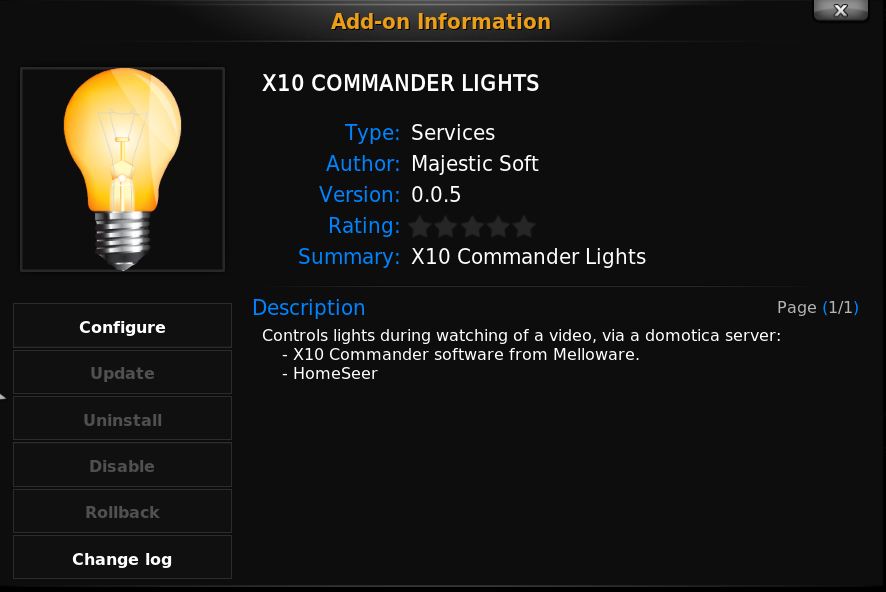 Add-on Information
X
X10 COMMANDER LIGHTS
Type: Services
Author: Majestic Soft
Version: 0.0.5
Rating:
Summary: X10 Commander Lights
Description
Page (1/1)
Controls lights during watching of a video, via a domotica server:
- X10 Commander software from Melloware.
- HomeSeer
Configure
Update
Uninstall
Disable
Rollback
Change log